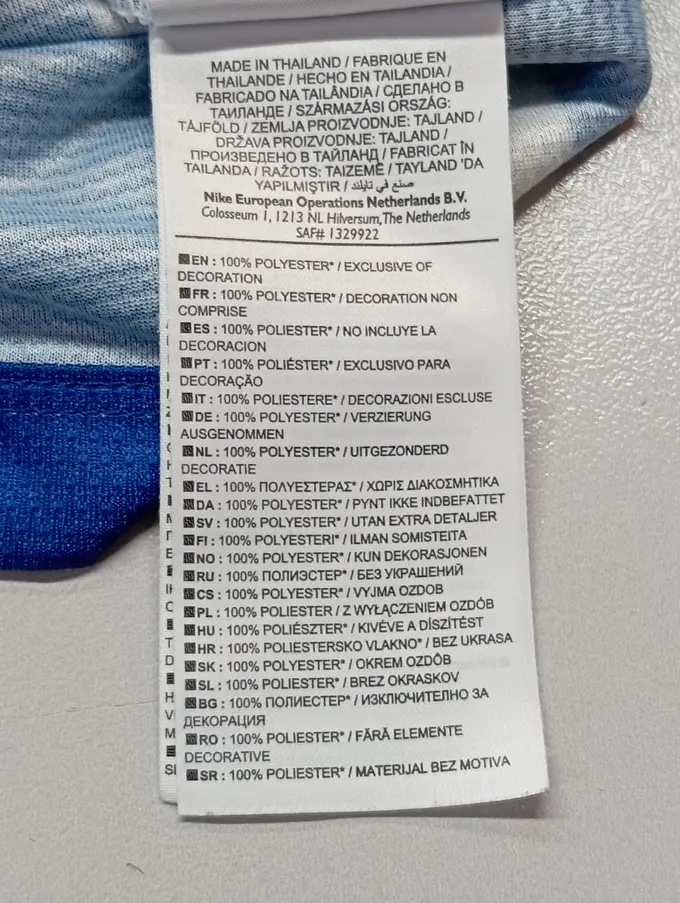 MADE IN THAILAND / FABRIQUE EN
THAILANDE / HECHO EN TAILANDIA /
FABRICADO NA TAILÂNDIA / СДЕЛАНО В
ТАИЛАНДЕ / SZÁRMAZÁSI ORSZÁG:
TÁJFÖLD / ZEMLJA PROIZVODNJE: TAJLAND /
DRŽAVA PROIZVODNJE: TAJLAND /
ПРОИЗВЕДЕНО В ТАЙЛАНД / FABRICAT ÎN
TAILANDA / RAŽOTS: TAIZEME / TAYLAND 'DA
YAPILMIŞTIR / صنع في تايلند
Nike European Operations Netherlands B.V.
Colosseum 1, 1213 NL Hilversum, The Netherlands
SAF# 1329922
EN : 100% POLYESTER* / EXCLUSIVE OF
DECORATION
FR : 100% POLYESTER* / DECORATION NON
COMPRISE
ES : 100% POLIESTER* / NO INCLUYE LA
DECORACION
PT : 100% POLIÉSTER* / EXCLUSIVO PARA
DECORAÇÃO
IT : 100% POLIESTERE* / DECORAZIONI ESCLUSE
DE : 100% POLYESTER* / VERZIERUNG
AUSGENOMMEN
NL : 100% POLYESTER* / UITGEZONDERD
DECORATIE
EL : 100% ΠΟΛΥΕΣΤΕΡΑΣ* / ΧΩΡΙΣ ΔΙΑΚΟΣΜΗΤΙΚΑ
DA : 100% POLYESTER* / PYNT IKKE INDBEFATTET
SV : 100% POLYESTER* / UTAN EXTRA DETALJER
FI : 100% POLYESTERI* / ILMAN SOMISTEITA
NO : 100% POLYESTER* / KUN DEKORASJONEN
RU : 100% ПОЛИЭСТЕР* / БЕЗ УКРАШЕНИЙ
CS : 100% POLYESTER* / VYJMA OZDOB
PL : 100% POLIESTER / Z WYŁĄCZENIEM OZDÓB
HU : 100% POLIÉSZTER* / KIVÉVE A DÍSZÍTÉST
HR : 100% POLIESTERSKO VLAKNO* / BEZ UKRASA
SK : 100% POLYESTER* / OKREM OZDÔB
SL : 100% POLIESTER* / BREZ OKRASKOV
BG : 100% ПОЛИЕСТЕР* / ИЗКЛЮЧИТЕЛНО ЗА
ДЕКОРАЦИЯ
RO : 100% POLIESTER* / FĂRĂ ELEMENTE
DECORATIVE
SR : 100% POLIESTER* / MATERIJAL BEZ MOTIVA